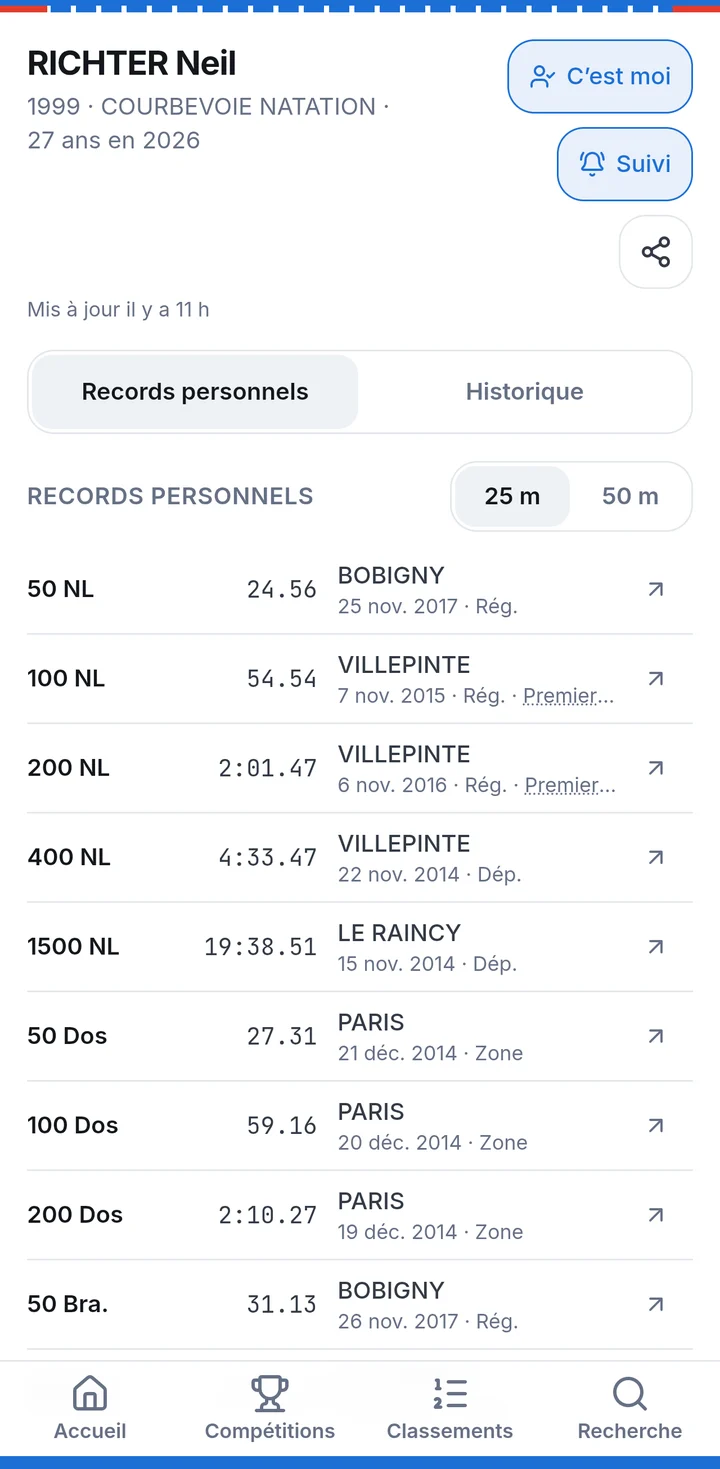 RICHTER Neil
1999 · COURBEVOIE NATATION ·
27 ans en 2026
C’est moi
Suivi
Mis à jour il y a 11 h
Records personnels
Historique
RECORDS PERSONNELS
25 m
50 m
50 NL 24.56 BOBIGNY
25 nov. 2017 · Rég.
100 NL 54.54 VILLEPINTE
7 nov. 2015 · Rég. · Premier...
200 NL 2:01.47 VILLEPINTE
6 nov. 2016 · Rég. · Premier...
400 NL 4:33.47 VILLEPINTE
22 nov. 2014 · Dép.
1500 NL 19:38.51 LE RAINCY
15 nov. 2014 · Dép.
50 Dos 27.31 PARIS
21 déc. 2014 · Zone
100 Dos 59.16 PARIS
20 déc. 2014 · Zone
200 Dos 2:10.27 PARIS
19 déc. 2014 · Zone
50 Bra. 31.13 BOBIGNY
26 nov. 2017 · Rég.
Accueil
Compétitions
Classements
Recherche